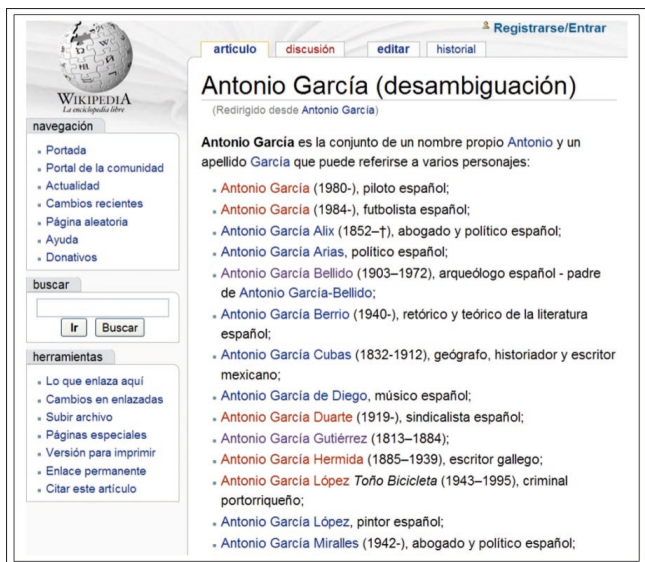 Registrarse/Entrar
artículo
discusión
editar
historial
WIKIPEDIA
La enciclopedia libre
navegación
Portada
Portal de la comunidad
Actualidad
Cambios recientes
Página aleatoria
Ayuda
Donativos
buscar
Ir
Buscar
herramientas
Lo que enlaza aquí
Cambios en enlazadas
Subir archivo
Páginas especiales
Versión para imprimir
Enlace permanente
Citar este artículo
Antonio García (desambiguación)
(Redirigido desde Antonio García)
Antonio García es la conjunto de un nombre propio Antonio y un
apellido García que puede referirse a varios personajes:
Antonio García (1980-), piloto español;
Antonio García (1984-), futbolista español;
Antonio García Alix (1852–†), abogado y político español;
Antonio García Arias, político español;
Antonio García Bellido (1903–1972), arqueólogo español - padre
de Antonio García-Bellido;
Antonio García Berrio (1940-), retórico y teórico de la literatura
español;
Antonio García Cubas (1832-1912), geógrafo, historiador y escritor
mexicano;
Antonio García de Diego, músico español;
Antonio García Duarte (1919-), sindicalista español;
Antonio García Gutiérrez (1813–1884);
Antonio García Hermida (1885–1939), escritor gallego;
Antonio García López Toño Bicicleta (1943–1995), criminal
portorriqueño;
Antonio García López, pintor español;
Antonio García Miralles (1942-), abogado y político español;